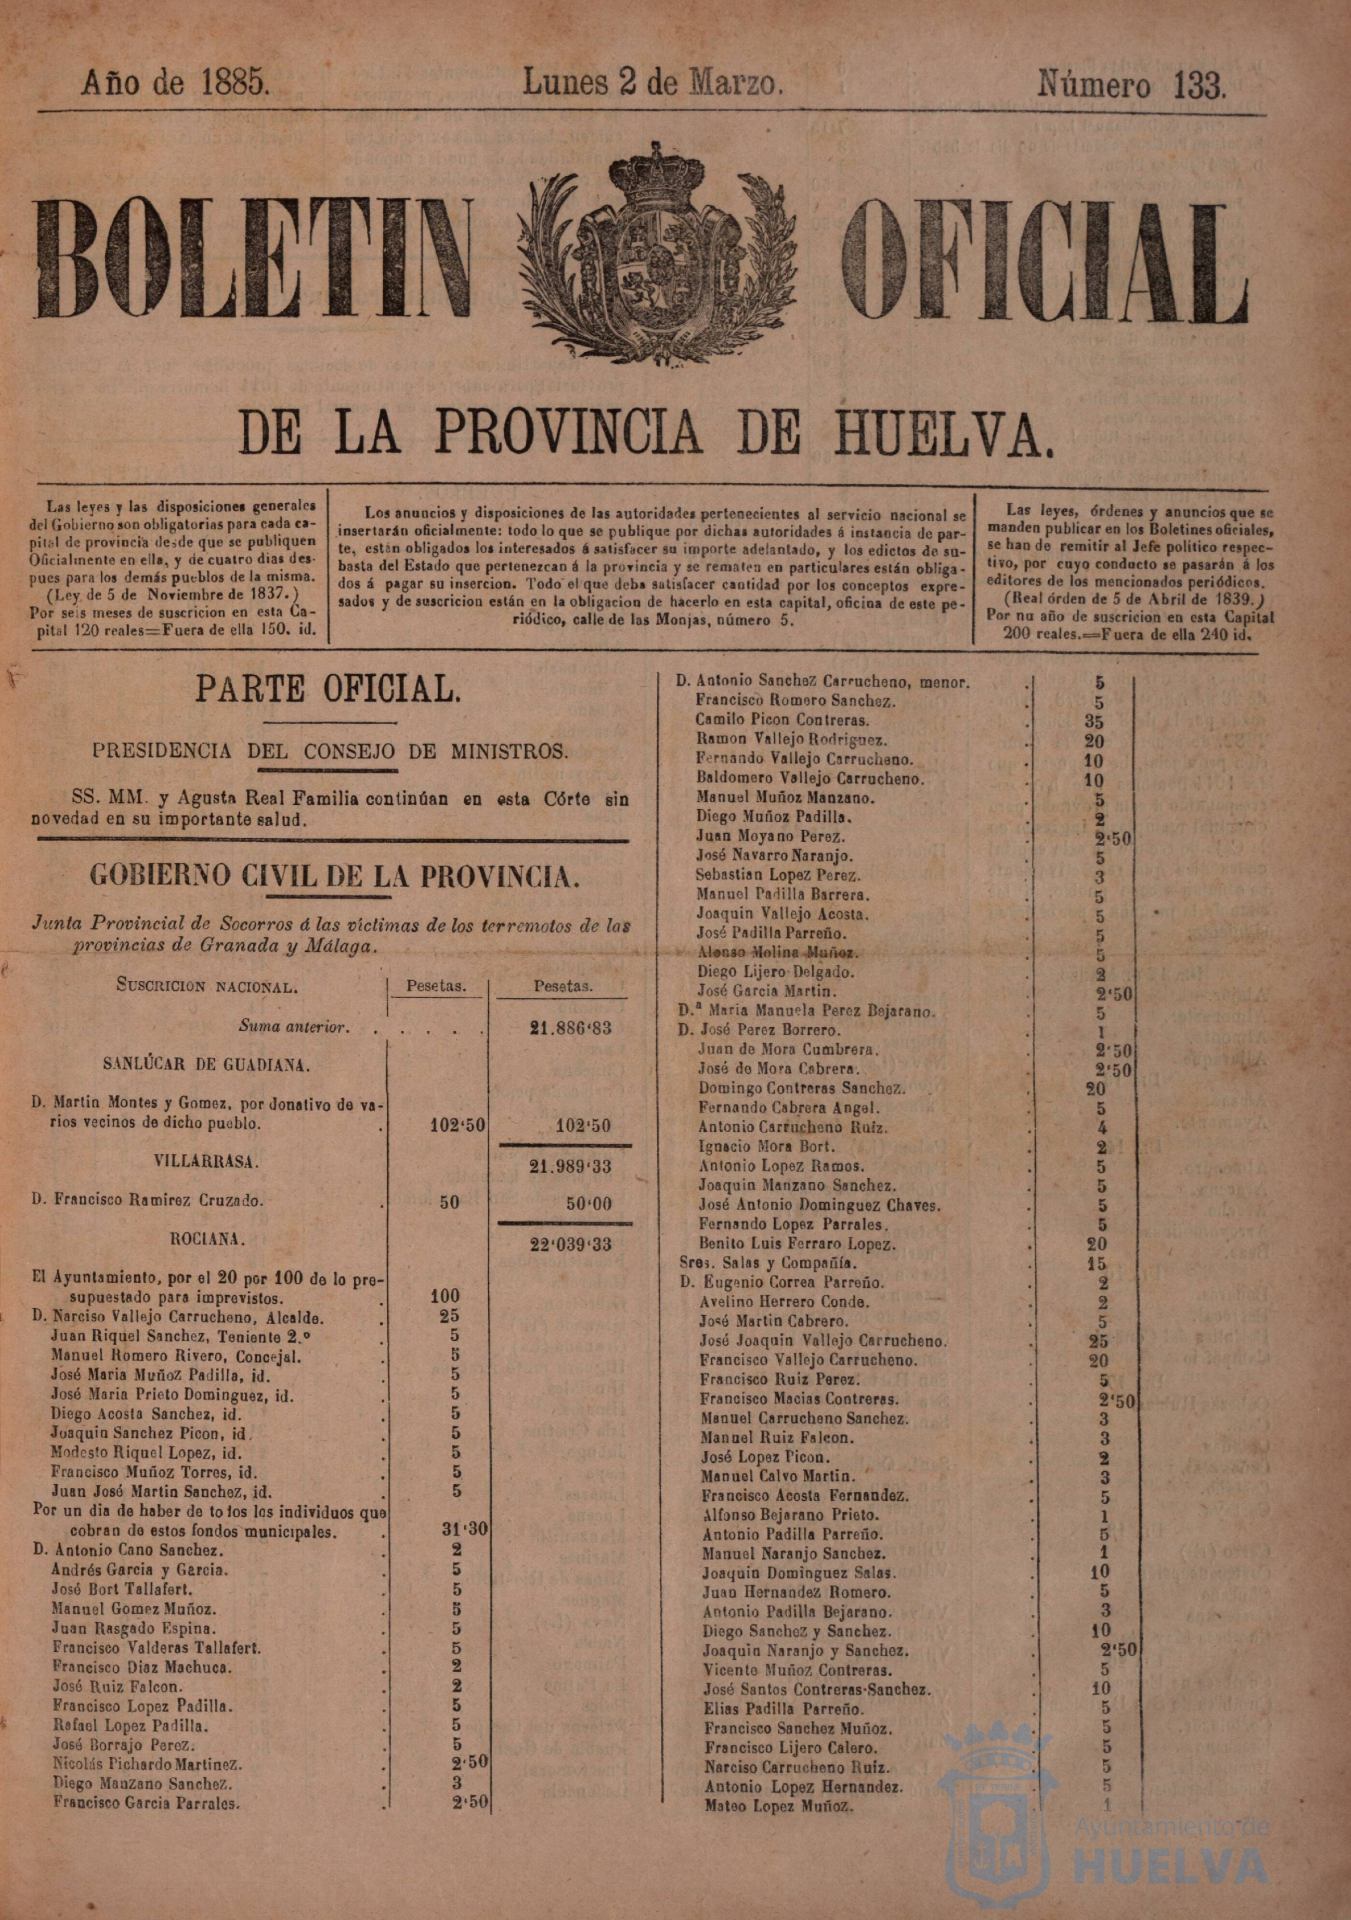 Año de 1885.
Lunes 2 de Marzo.
Número 133.
BOLETIN OFICIAL
DE LA PROVINCIA DE HUELVA.
Las leyes y las disposiciones generales
del Gobierno son obligatorias para cada ca-
pital de provincia desde que se publiquen
Oficialmente en ella, y de cuatro dias des-
pues para los demás pueblos de la misma.
(Ley de 5 de Noviembre de 1837.)
Por seis meses de suscricion en esta Ca-
pital 120 reales=Fuera de ella 150. id.
Los anuncios y disposiciones de las autoridades pertenecientes al servicio nacional se
insertarán oficialmente: todo lo que se publique por dichas autoridades á instancia de par-
te, están obligados los interesados á satisfacer su importe adelantado, y los edictos de su-
basta del Estado que pertenezcan á la provincia y se rematen en particulares están obliga-
dos á pagar su insercion. Todo el que deba satisfacer cantidad por los conceptos expre-
sados y de suscricion están en la obligacion de hacerlo en esta capital, oficina de este pe-
riódico, calle de las Monjas, número 5.
Las leyes, órdenes y anuncios que se
manden publicar en los Boletines oficiales,
se han de remitir al Jefe político respec-
tivo, por cuyo conducto se pasarán á los
editores de los mencionados periódicos.
(Real órden de 5 de Abril de 1839.)
Por nu año de suscricion en esta Capital
200 reales.=Fuera de ella 240 id.
PARTE OFICIAL.
PRESIDENCIA DEL CONSEJO DE MINISTROS.
SS. MM. y Agusta Real Familia continúan en esta Córte sin
novedad en su importante salud.
GOBIERNO CIVIL DE LA PROVINCIA.
Junta Provincial de Socorros á las víctimas de los terremotos de las
provincias de Granada y Málaga.
SUSCRICION NACIONAL. Pesetas. Pesetas.
Suma anterior. . . . . . 21.886'83
SANLÚCAR DE GUADIANA.
D. Martin Montes y Gomez, por donativo de va-
rios vecinos de dicho pueblo. . 102'50 102'50
VILLARRASA. 21.989'33
D. Francisco Ramirez Cruzado. . 50 50'00
ROCIANA. 22'039'33
El Ayuntamiento, por el 20 por 100 de lo pre-
supuestado para imprevistos. . 100
D. Narciso Vallejo Carrucheno, Alcalde. . 25
Juan Riquel Sanchez, Teniente 2.º . 5
Manuel Romero Rivero, Concejal. . 5
José Maria Muñoz Padilla, id. . 5
José Maria Prieto Dominguez, id. . 5
Diego Acosta Sanchez, id. . 5
Joaquin Sanchez Picon, id. . 5
Modesto Riquel Lopez, id. . 5
Francisco Muñoz Torres, id. . 5
Juan José Martin Sanchez, id. . 5
Por un dia de haber de todos los individuos que
cobran de estos fondos municipales. . 31'30
D. Antonio Cano Sanchez. . 2
Andrés Garcia y Garcia. . 5
José Bort Tallafert. . 5
Manuel Gomez Muñoz. . 5
Juan Rasgado Espina. . 5
Francisco Valderas Tallafert. . 5
Francisco Diaz Machuca. . 2
José Ruiz Falcon. . 2
Francisco Lopez Padilla. . 5
Rafael Lopez Padilla. . 5
José Borrajo Perez. . 5
Nicolás Pichardo Martinez. . 2'50
Diego Manzano Sanchez. . 3
Francisco Garcia Parrales. . 2'50
D. Antonio Sanchez Carrucheno, menor. . 5
Francisco Romero Sanchez. . 5
Camilo Picon Contreras. . 35
Ramon Vallejo Rodriguez. . 20
Fernando Vallejo Carrucheno. . 10
Baldomero Vallejo Carrucheno. . 10
Manuel Muñoz Manzano. . 5
Diego Muñoz Padilla. . 2
Juan Moyano Perez. . 2'50
José Navarro Naranjo. . 5
Sebastian Lopez Perez. . 3
Manuel Padilla Barrera. . 5
Joaquin Vallejo Acosta. . 5
José Padilla Parreño. . 5
Alonso Molina Muñoz. . 5
Diego Lijero Delgado. . 2
José Garcia Martin. . 2'50
D.ª Maria Manuela Perez Bejarano. . 5
D. José Perez Borrero. . 1
Juan de Mora Cumbrera. . 2'50
José de Mora Cabrera. . 2'50
Domingo Contreras Sanchez. . 20
Fernando Cabrera Angel. . 5
Antonio Carrucheno Ruiz. . 4
Ignacio Mora Bort. . 2
Antonio Lopez Ramos. . 5
Joaquin Manzano Sanchez. . 5
José Antonio Dominguez Chaves. . 5
Fernando Lopez Parrales. . 5
Benito Luis Ferraro Lopez. . 20
Sres. Salas y Compañía. . 15
D. Eugenio Correa Parreño. . 2
Avelino Herrero Conde. . 2
José Martin Cabrero. . 5
José Joaquin Vallejo Carrucheno. . 25
Francisco Vallejo Carrucheno. . 20
Francisco Ruiz Perez. . 5
Francisco Macias Contreras. . 2'50
Manuel Carrucheno Sanchez. . 3
Manuel Ruiz Falcon. . 3
José Lopez Picon. . 2
Manuel Calvo Martin. . 3
Francisco Acosta Fernandez. . 5
Alfonso Bejarano Prieto. . 1
Antonio Padilla Parreño. . 5
Manuel Naranjo Sanchez. . 1
Joaquin Dominguez Salas. . 10
Juan Hernandez Romero. . 5
Antonio Padilla Bejarano. . 3
Diego Sanchez y Sanchez. . 10
Joaquin Naranjo y Sanchez. . 2'50
Vicente Muñoz Contreras. . 5
José Santos Contreras-Sanchez. . 10
Elias Padilla Parreño. . 5
Francisco Sanchez Muñoz. . 5
Francisco Lijero Calero. . 5
Narciso Carrucheno Ruiz. . 5
Antonio Lopez Hernandez. . 5
Mateo Lopez Muñoz. . 1
Ayuntamiento de
HUELVA